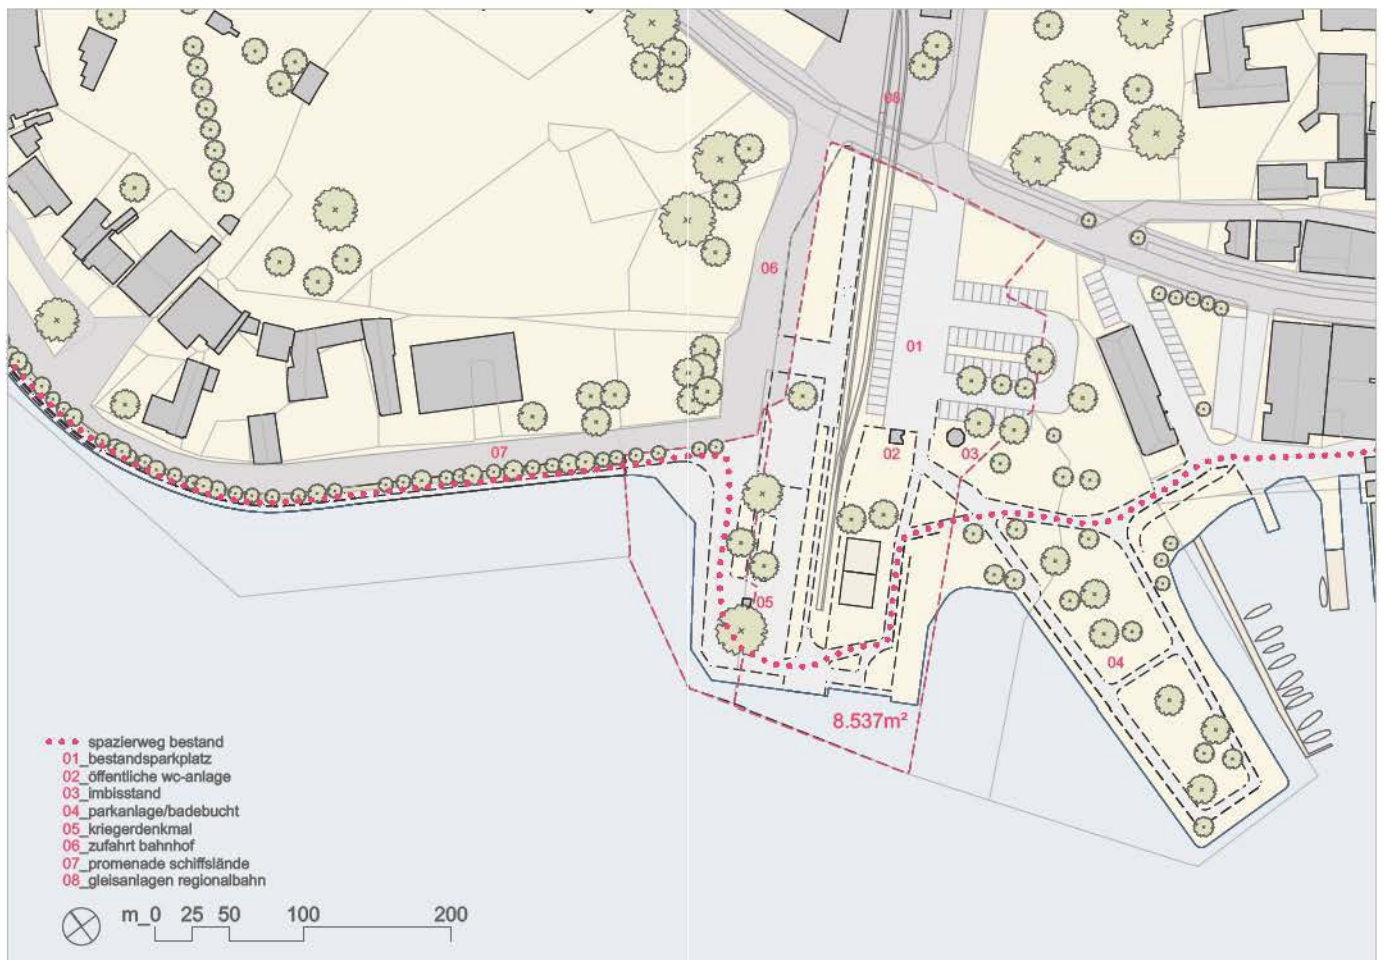 08
06
01
02
03
07
05
04
8.537m²
spazierweg bestand
01_bestandsparkplatz
02_öffentliche wc-anlage
03_imbisstand
04_parkanlage/badebucht
05_kriegerdenkmal
06_zufahrt bahnhof
07_promenade schiffslände
08_gleisanlagen regionalbahn
m_0 25 50 100 200